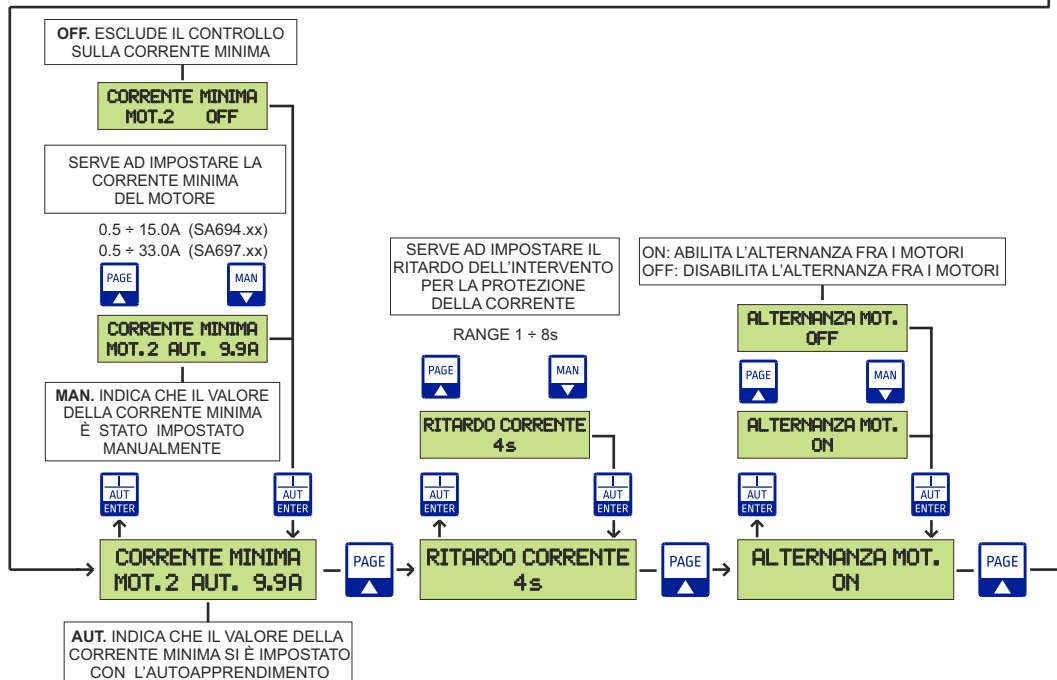 OFF. ESCLUDE IL CONTROLLO
SULLA CORRENTE MINIMA
CORRENTE MINIMA
MOT.2 OFF
SERVE AD IMPOSTARE LA
CORRENTE MINIMA
DEL MOTORE
0.5 ÷ 15.0A (SA694.xx)
0.5 ÷ 33.0A (SA697.xx)
PAGE
MAN
CORRENTE MINIMA
MOT.2 AUT. 9.9A
MAN. INDICA CHE IL VALORE
DELLA CORRENTE MINIMA
È STATO IMPOSTATO
MANUALMENTE
I
AUT
ENTER
I
AUT
ENTER
CORRENTE MINIMA
MOT.2 AUT. 9.9A
AUT. INDICA CHE IL VALORE DELLA
CORRENTE MINIMA SI È IMPOSTATO
CON L'AUTOAPPRENDIMENTO
PAGE
SERVE AD IMPOSTARE IL
RITARDO DELL'INTERVENTO
PER LA PROTEZIONE
DELLA CORRENTE
RANGE 1 ÷ 8s
PAGE
MAN
RITARDO CORRENTE
4s
I
AUT
ENTER
I
AUT
ENTER
RITARDO CORRENTE
4s
PAGE
ON: ABILITA L'ALTERNANZA FRA I MOTORI
OFF: DISABILITA L'ALTERNANZA FRA I MOTORI
ALTERNANZA MOT.
OFF
PAGE
MAN
ALTERNANZA MOT.
ON
I
AUT
ENTER
I
AUT
ENTER
ALTERNANZA MOT.
ON
PAGE